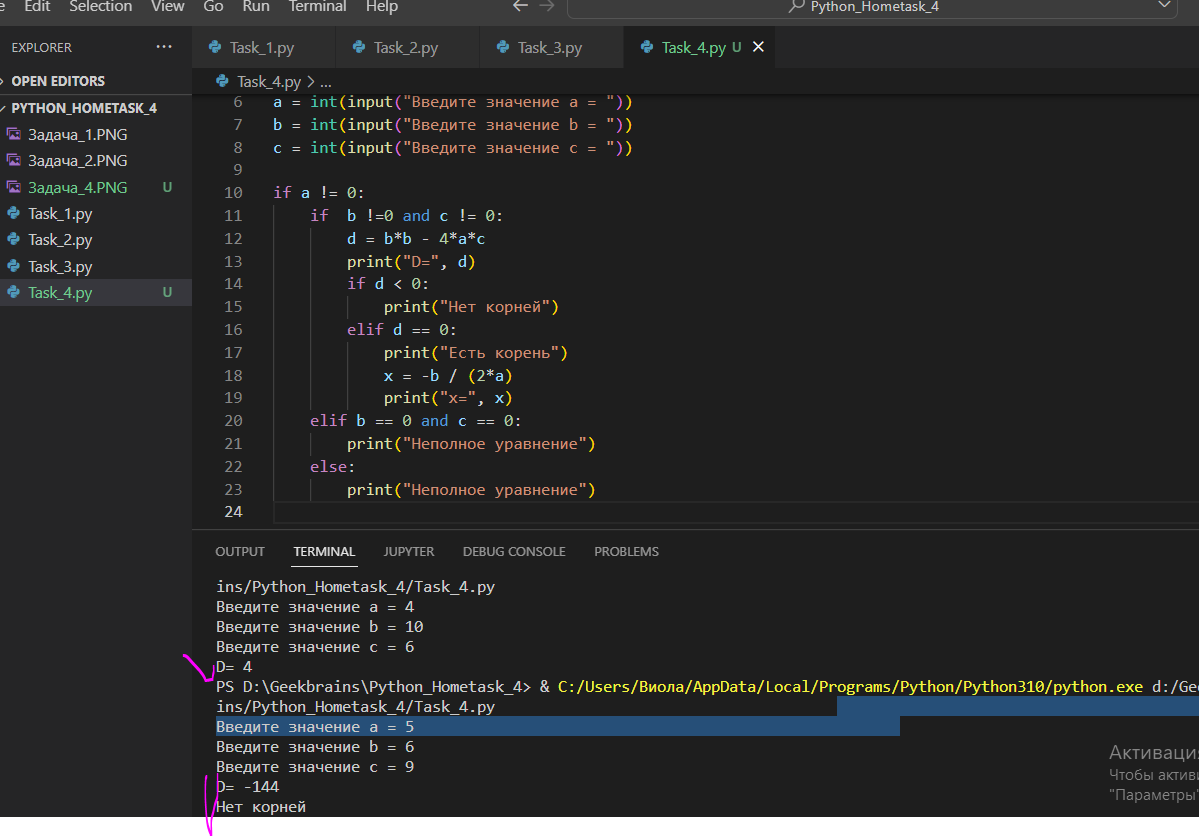 Edit Selection View Go Run Terminal Help Python_Hometask_4
EXPLORER ... Task_1.py Task_2.py Task_3.py Task_4.py U
OPEN EDITORS
Task_4.py > ...
PYTHON_HOMETASK_4
Задача_1.PNG
Задача_2.PNG
Задача_4.PNG U
Task_1.py
Task_2.py
Task_3.py
Task_4.py U
6 a = int(input("Введите значение a = "))
7 b = int(input("Введите значение b = "))
8 c = int(input("Введите значение c = "))
9
10 if a != 0:
11 if b !=0 and c != 0:
12 d = b*b - 4*a*c
13 print("D=", d)
14 if d < 0:
15 print("Нет корней")
16 elif d == 0:
17 print("Есть корень")
18 x = -b / (2*a)
19 print("x=", x)
20 elif b == 0 and c == 0:
21 print("Неполное уравнение")
22 else:
23 print("Неполное уравнение")
24
OUTPUT TERMINAL JUPYTER DEBUG CONSOLE PROBLEMS
ins/Python_Hometask_4/Task_4.py
Введите значение a = 4
Введите значение b = 10
Введите значение c = 6
D= 4
PS D:\Geekbrains\Python_Hometask_4> & C:/Users/Виола/AppData/Local/Programs/Python/Python310/python.exe d:/Gee
ins/Python_Hometask_4/Task_4.py
Введите значение a = 5
Введите значение b = 6
Введите значение c = 9
D= -144
Нет корней
Активаци
Чтобы актив
"Параметры"